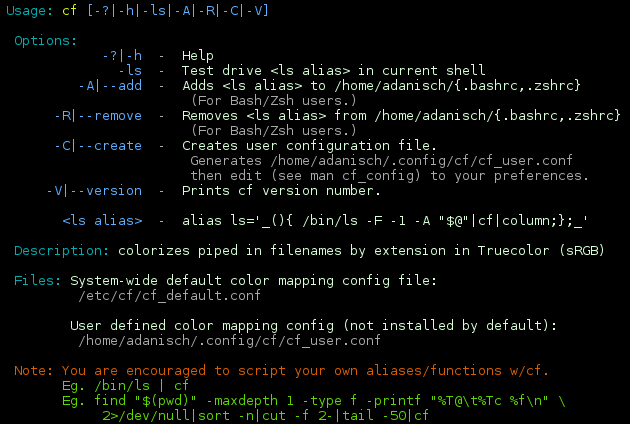 Usage: cf [-?|-h|-ls|-A|-R|-C|-V]
Options:
-?|-h - Help
-ls - Test drive <ls alias> in current shell
-A|--add - Adds <ls alias> to /home/adanisch/{.bashrc,.zshrc}
(For Bash/Zsh users.)
-R|--remove - Removes <ls alias> from /home/adanisch/{.bashrc,.zshrc}
(For Bash/Zsh users.)
-C|--create - Creates user configuration file.
Generates /home/adanisch/.config/cf/cf_user.conf
then edit (see man cf_config) to your preferences.
-V|--version - Prints cf version number.
<ls alias> - alias ls='_(){ /bin/ls -F -1 -A "$@"|cf|column;};_'
Description: colorizes piped in filenames by extension in Truecolor (sRGB)
Files: System-wide default color mapping config file:
/etc/cf/cf_default.conf
User defined color mapping config (not installed by default):
/home/adanisch/.config/cf/cf_user.conf
Note: You are encouraged to script your own aliases/functions w/cf.
Eg. /bin/ls | cf
Eg. find "$(pwd)" -maxdepth 1 -type f -printf "%T@\t%Tc %f\n" \
2>/dev/null|sort -n|cut -f 2-|tail -50|cf